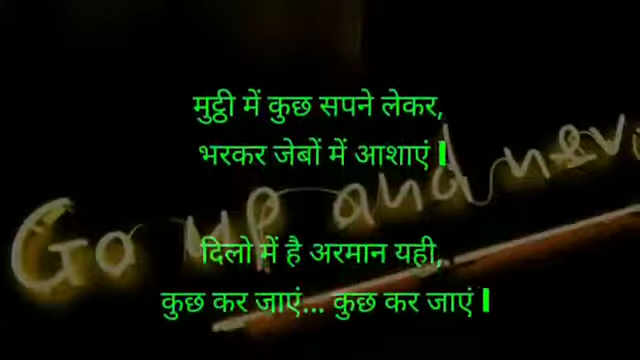 मुट्ठी में कुछ सपने लेकर,
भरकर जेबों में आशाएं l
Go up and nev
दिलो में है अरमान यही,
कुछ कर जाएं... कुछ कर जाएं l